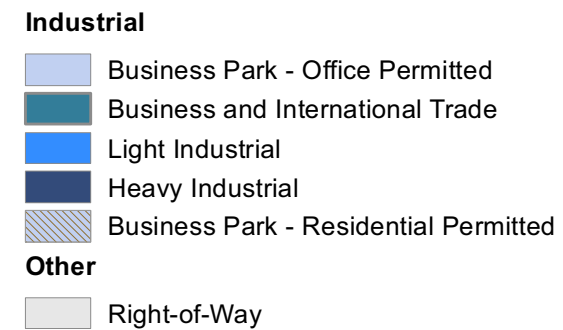 Industrial
Business Park - Office Permitted
Business and International Trade
Light Industrial
Heavy Industrial
Business Park - Residential Permitted
Other
Right-of-Way